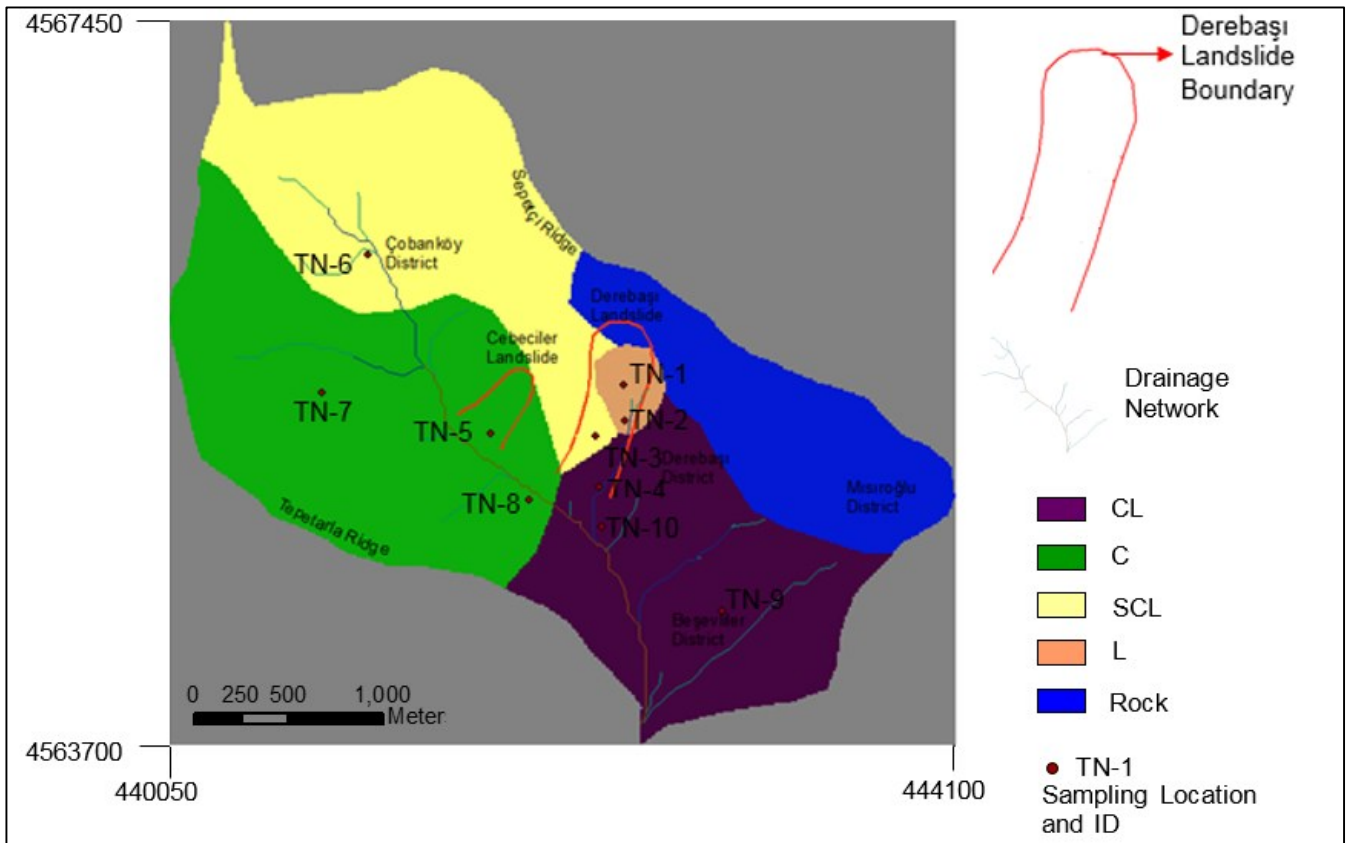 4567450
Derebaşı
Landslide
Boundary
Sepetçi Ridge
Çobanköy
District
TN-6
Derebaşı
Landslide
Cebeciler
Landslide
TN-1
TN-7
TN-2
TN-5
TN-3
Derebaşı
District
TN-4
TN-8
Mısıroğlu
District
TN-10
Tepetarla Ridge
TN-9
Beşevller
District
0 250 500 1,000
Meter
4563700
440050
444100
Drainage
Network
CL
C
SCL
L
Rock
TN-1
Sampling Location
and ID